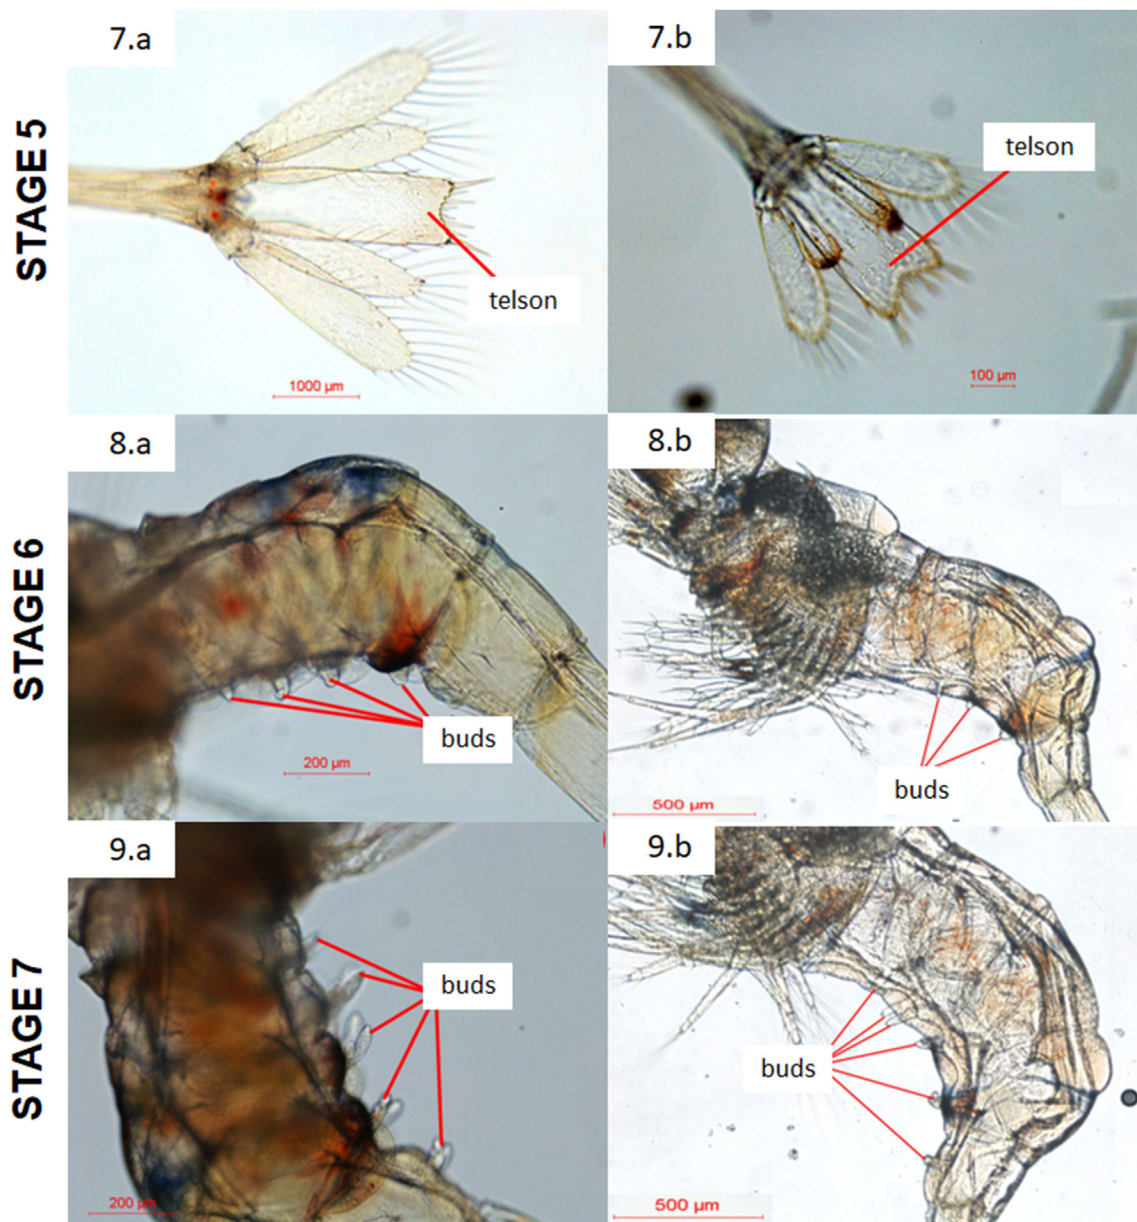 STAGE 5
7.a
telson
1000 µm
7.b
telson
100 µm
STAGE 6
8.a
buds
200 µm
8.b
buds
500 µm
STAGE 7
9.a
buds
200 µm
9.b
buds
500 µm